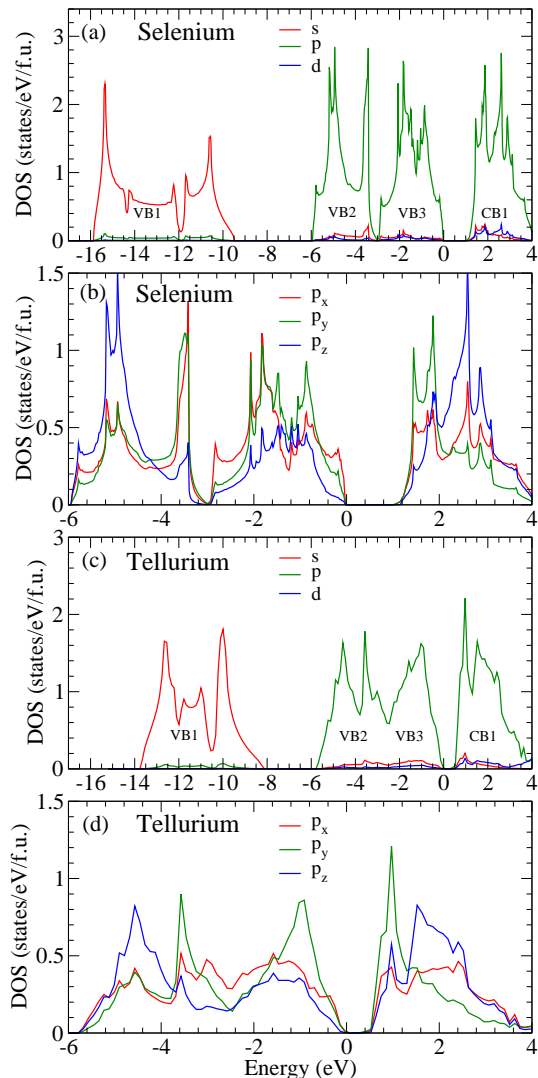 (a) Selenium
s
p
d
DOS (states/eV/f.u.)
3
2
1
0
VB1
VB2
VB3
CB1
-16 -14 -12 -10 -8 -6 -4 -2 0 2 4
(b) Selenium
p_x
p_y
p_z
DOS (states/eV/f.u.)
1.5
1
0.5
0
-6 -4 -2 0 2 4
(c) Tellurium
s
p
d
DOS (states/eV/f.u.)
3
2
1
0
VB1
VB2
VB3
CB1
-16 -14 -12 -10 -8 -6 -4 -2 0 2 4
(d) Tellurium
p_x
p_y
p_z
DOS (states/eV/f.u.)
1.5
1
0.5
0
-6 -4 -2 0 2 4
Energy (eV)